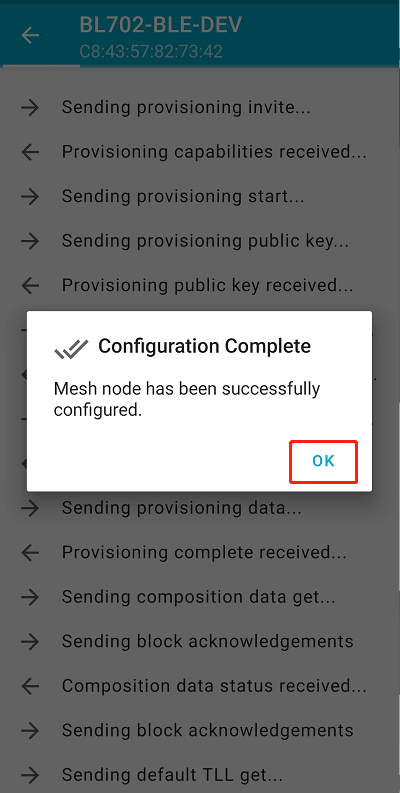 BL702-BLE-DEV
C8:43:57:82:73:42
Sending provisioning invite...
Provisioning capabilities received...
Sending provisioning start...
Sending provisioning public key...
Provisioning public key received...
Configuration Complete
Mesh node has been successfully
configured.
OK
Sending provisioning data...
Provisioning complete received...
Sending composition data get...
Sending block acknowledgements
Composition data status received...
Sending block acknowledgements
Sending default TLL get...